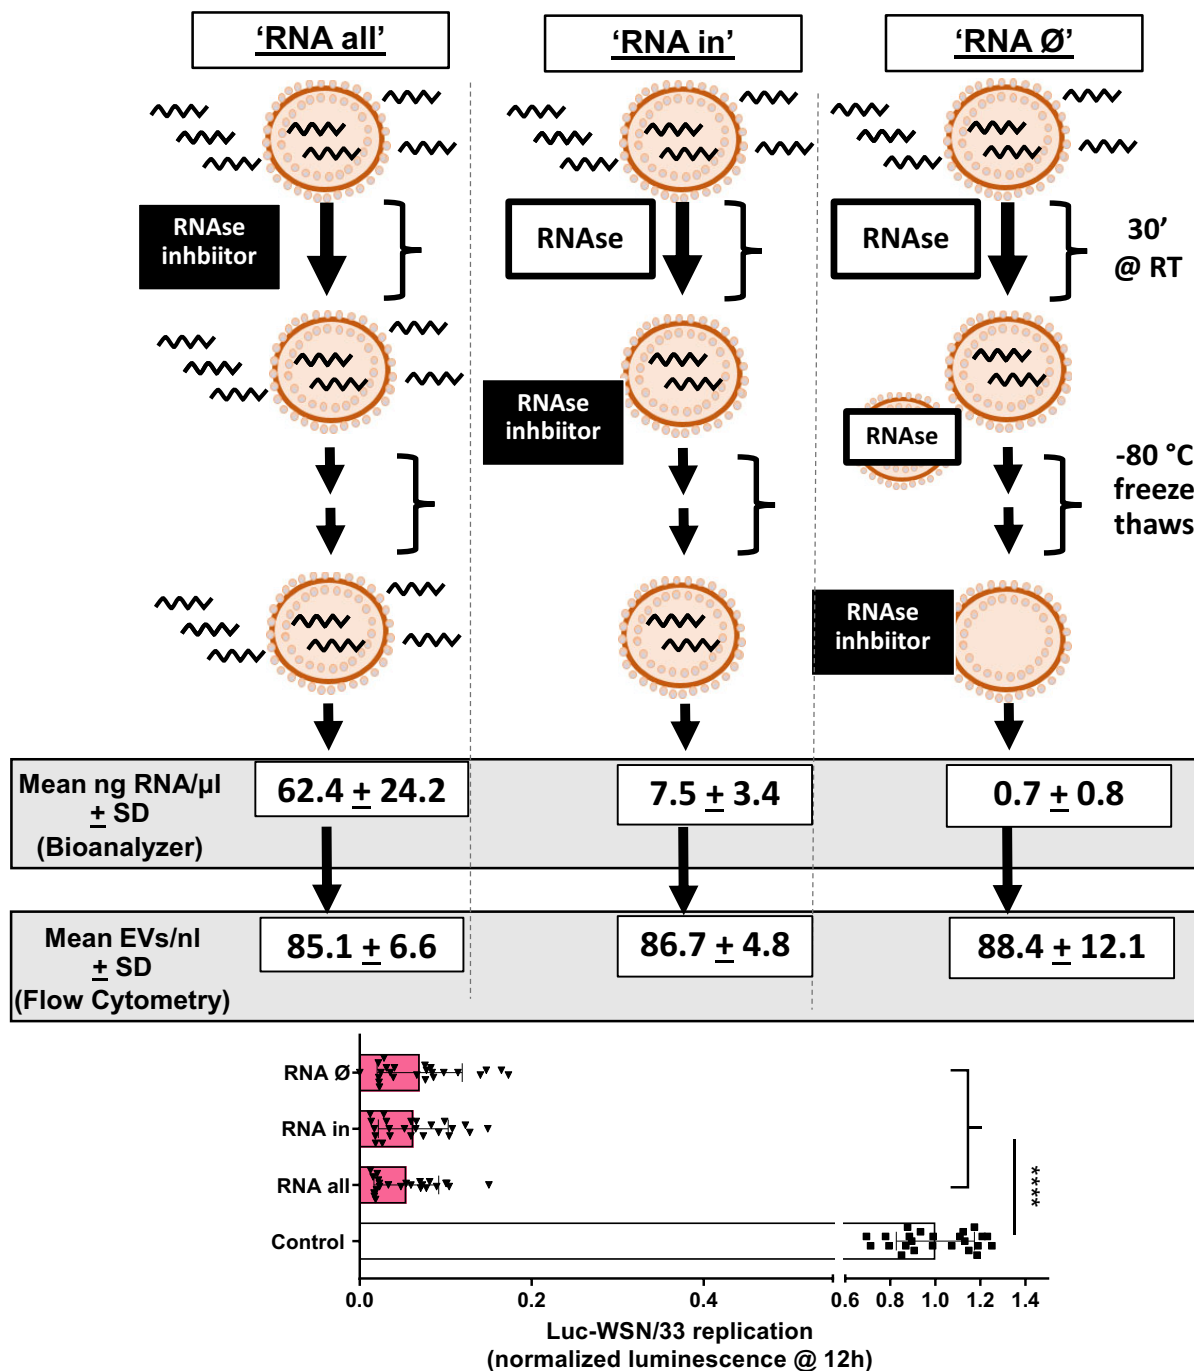 ‘RNA all’
‘RNA in’
‘RNA Ø’
RNAse
inhbiitor
RNAse
RNAse
30’
@ RT
RNAse
inhbiitor
RNAse
-80 °C
freeze
thaws
RNAse
inhbiitor
Mean ng RNA/µl
± SD
(Bioanalyzer)
62.4 ± 24.2
7.5 ± 3.4
0.7 ± 0.8
Mean EVs/nl
± SD
(Flow Cytometry)
85.1 ± 6.6
86.7 ± 4.8
88.4 ± 12.1
RNA Ø
RNA in
RNA all
Control
****
0.0 0.2 0.4 0.6 0.8 1.0 1.2 1.4
Luc-WSN/33 replication
(normalized luminescence @ 12h)